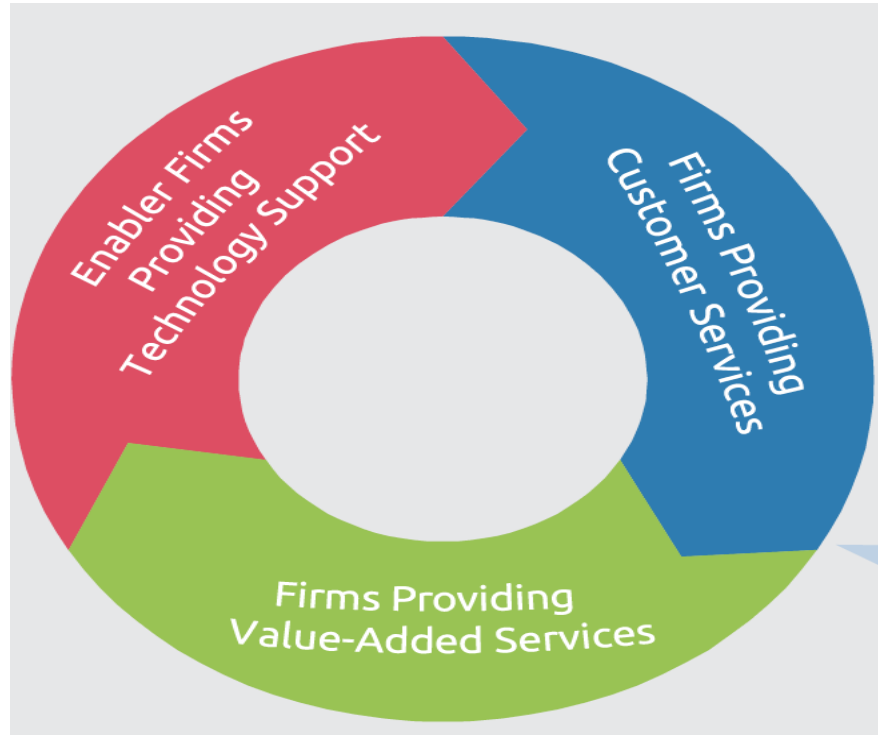 Enabler Firms
Providing
Technology Support
Firms Providing
Customer Services
Firms Providing
Value-Added Services